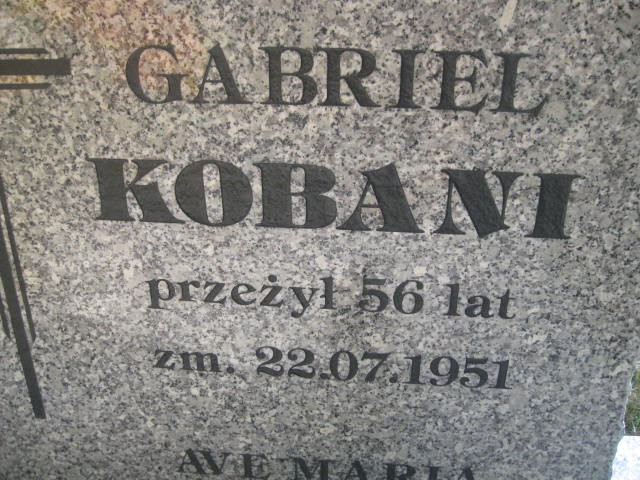 GABRIEL
KOBANI
przeżył 56 lat
zm. 22.07.1951
AVE MARIA